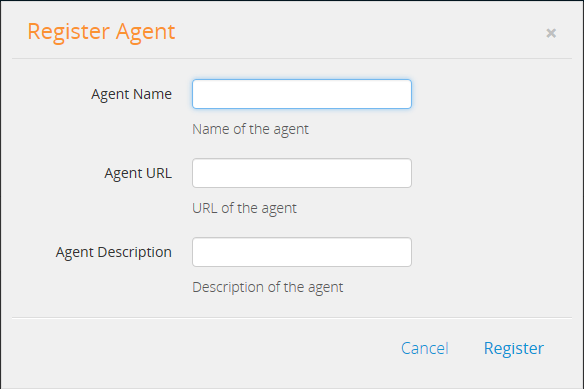 Register Agent ×
Agent Name
Name of the agent
Agent URL
URL of the agent
Agent Description
Description of the agent
Cancel Register